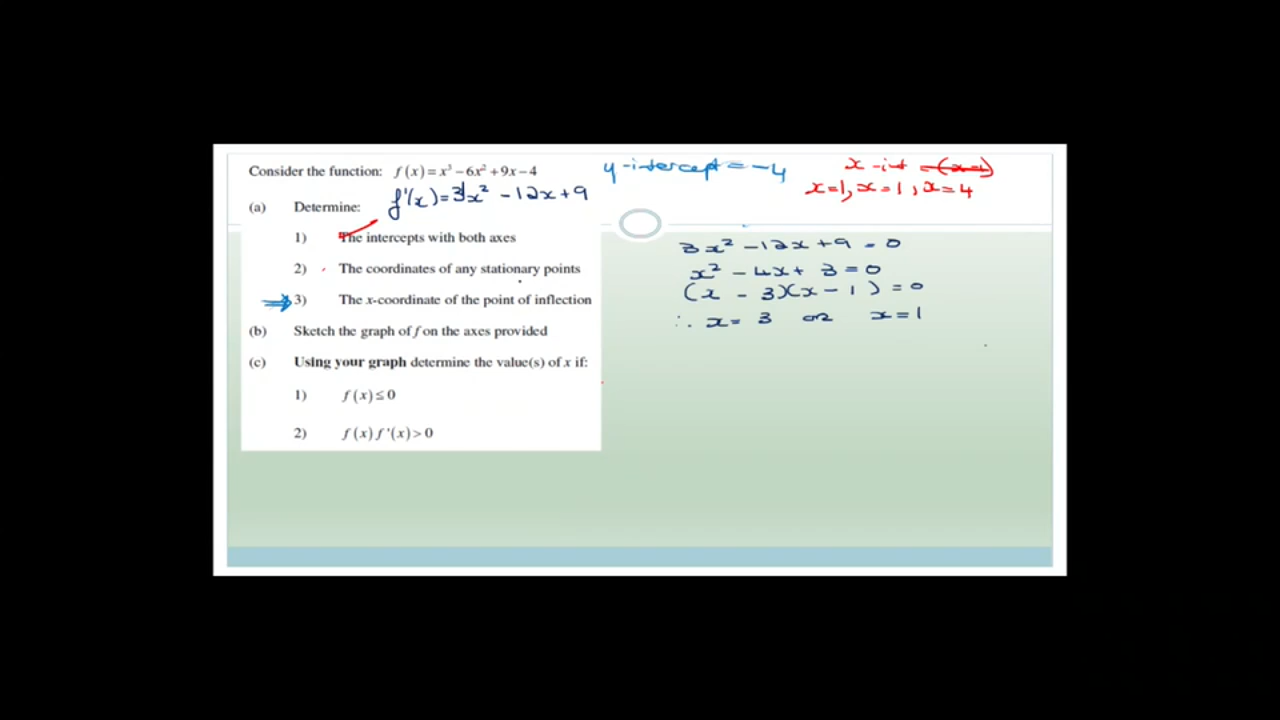 Consider the function: f(x) = x³ − 6x² + 9x − 4
y-intercept = −4
x-int = (x-1)
x=1, x=1, x=4
f'(x) = 3x² − 12x + 9
(a) Determine:
1) The intercepts with both axes
2) The coordinates of any stationary points
3) The x-coordinate of the point of inflection
(b) Sketch the graph of f on the axes provided
(c) Using your graph determine the value(s) of x if:
1) f(x) ≤ 0
2) f(x) f'(x) > 0
3x² − 12x + 9 = 0
x² − 4x + 3 = 0
(x − 3)(x − 1) = 0
∴ x = 3 or x = 1